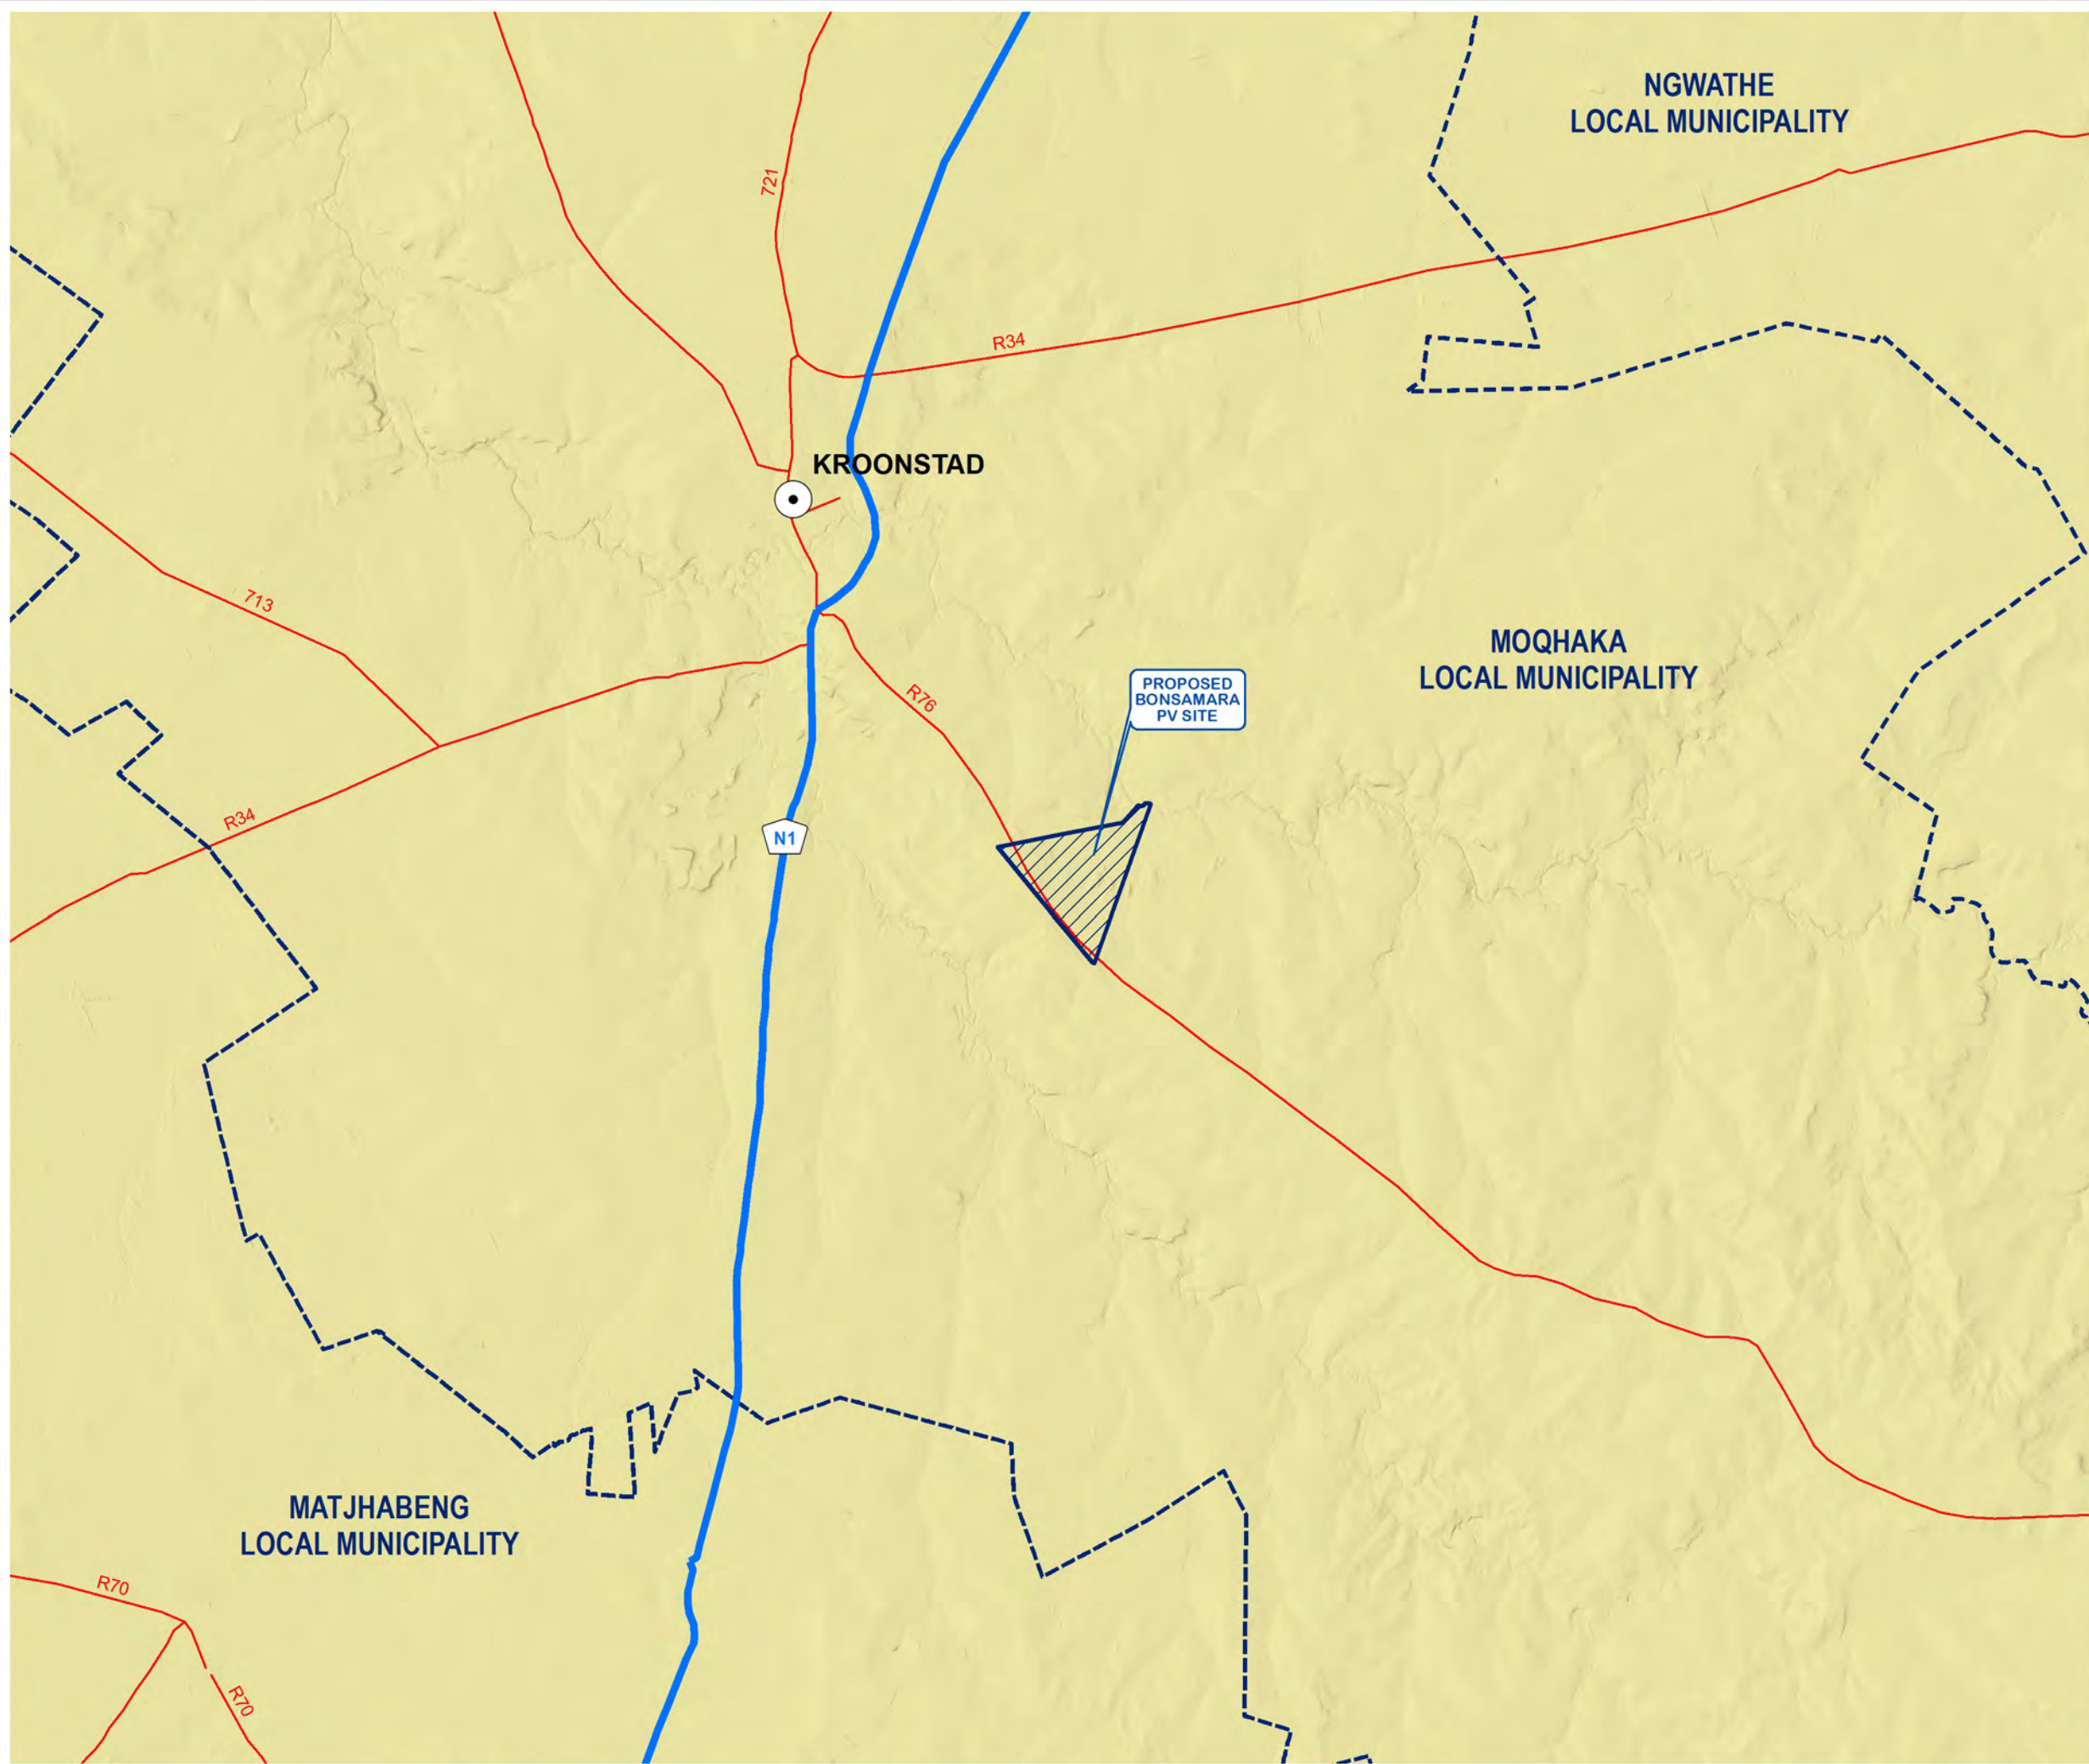 NGWATHE
LOCAL MUNICIPALITY
721
R34
KROONSTAD
713
MOQHAKA
LOCAL MUNICIPALITY
PROPOSED
BONSAMARA
PV SITE
R76
R34
N1
MATJHABENG
LOCAL MUNICIPALITY
R70
R70